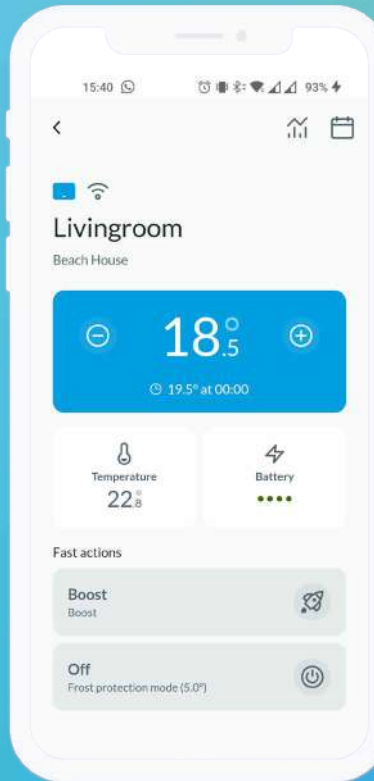 15:40 93%
Livingroom
Beach House
18.5°
19.5° at 00:00
Temperature
22.8°
Battery
Fast actions
Boost
Boost
Off
Frost protection mode (5.0°)